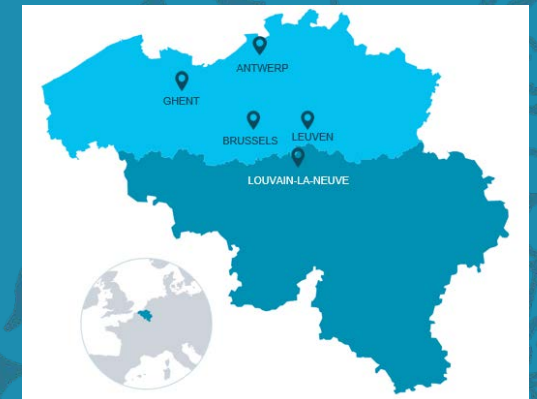 ANTWERP
GHENT
BRUSSELS
LEUVEN
LOUVAIN-LA-NEUVE